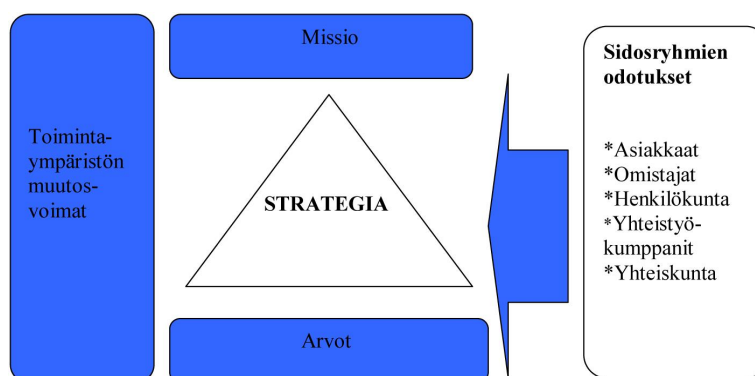 Missio
Toiminta-
ympäristön
muutos-
voimat
STRATEGIA
Arvot
Sidosryhmien
odotukset
*Asiakkaat
*Omistajat
*Henkilökunta
*Yhteistyö-
kumppanit
*Yhteiskunta